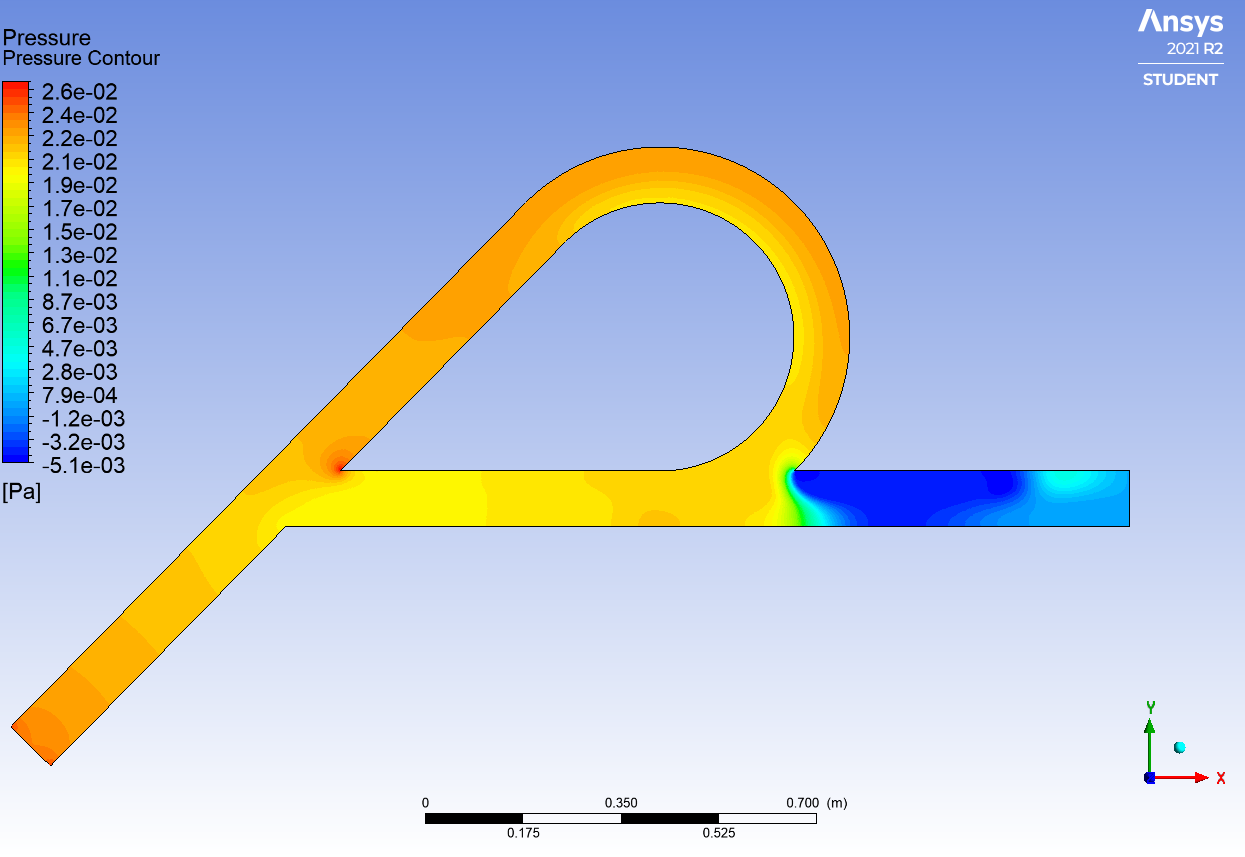 Ansys
2021 R2
STUDENT
Pressure
Pressure Contour
2.6e-02
2.4e-02
2.2e-02
2.1e-02
1.9e-02
1.7e-02
1.5e-02
1.3e-02
1.1e-02
8.7e-03
6.7e-03
4.7e-03
2.8e-03
7.9e-04
-1.2e-03
-3.2e-03
-5.1e-03
[Pa]
Y
X
0 0.350 0.700 (m)
0.175 0.525